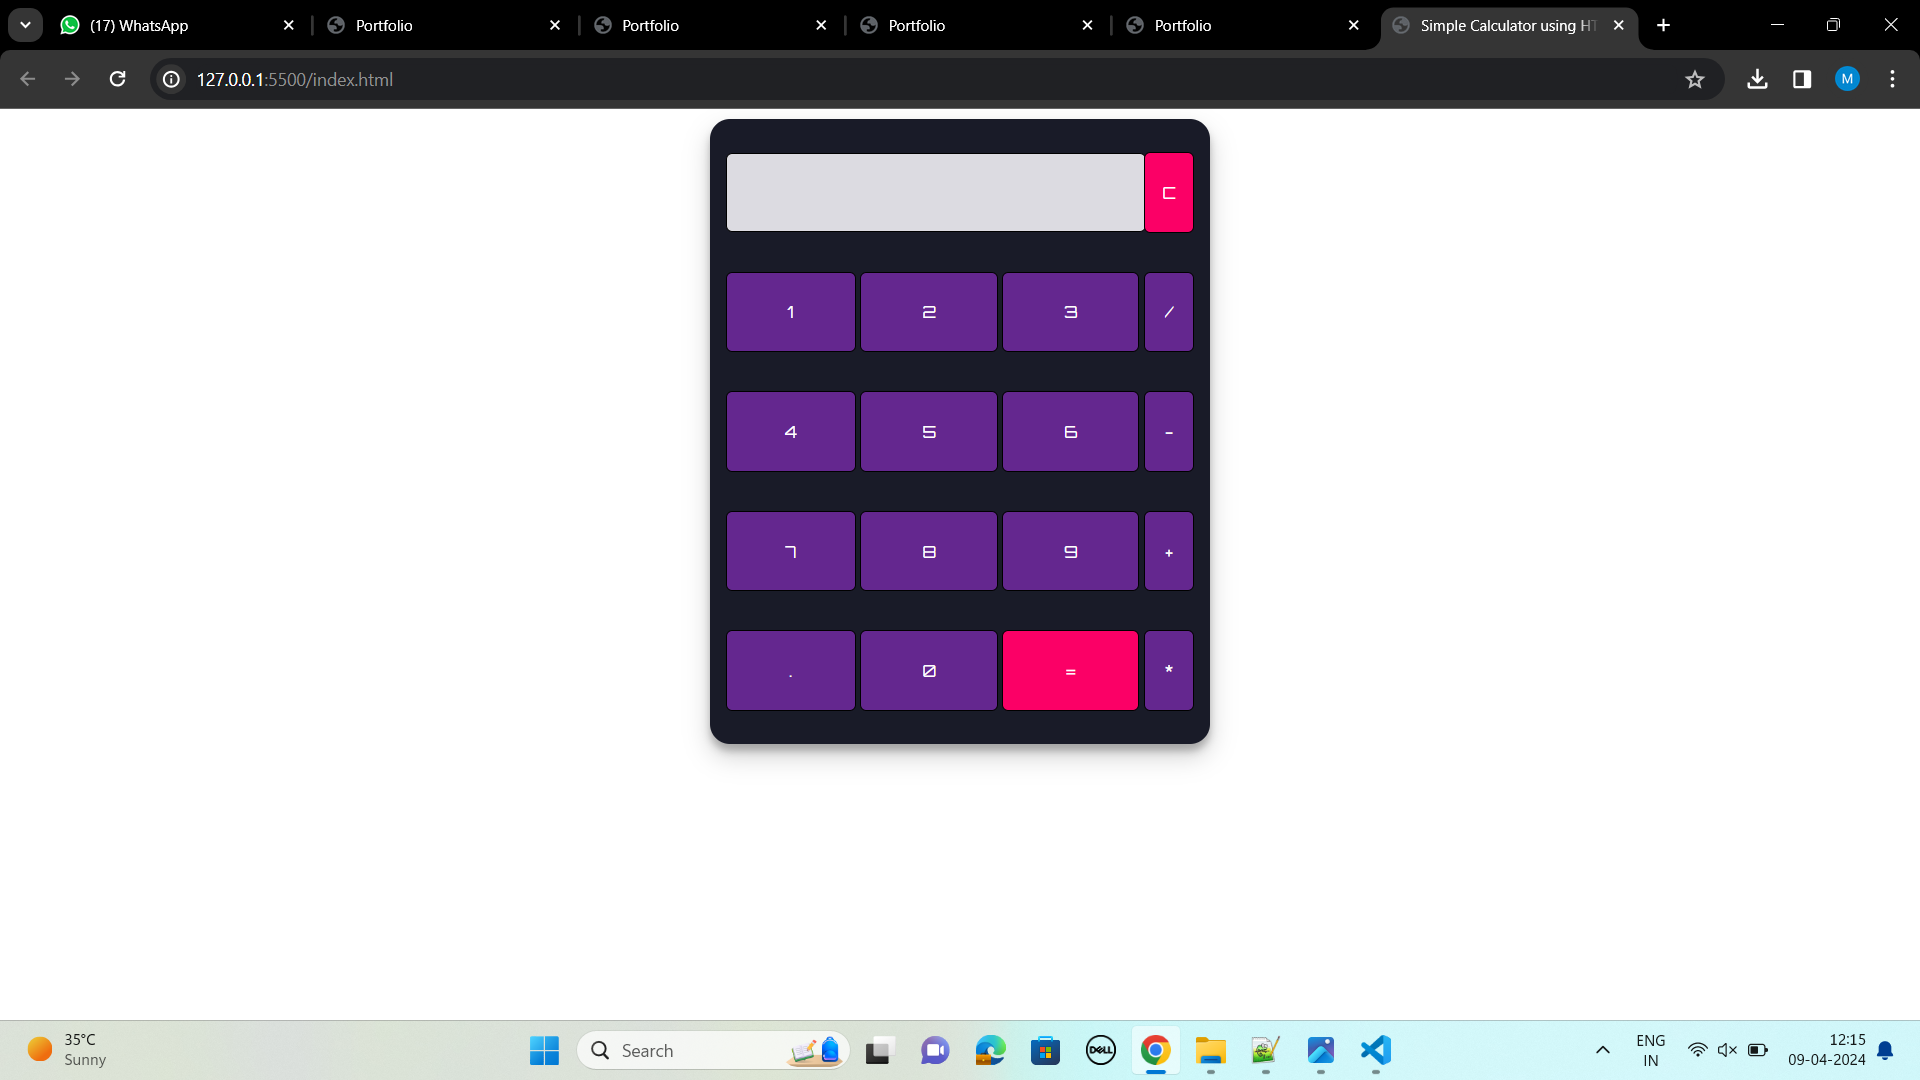 (17) WhatsApp
Portfolio
Portfolio
Portfolio
Portfolio
Simple Calculator using HT
127.0.0.1:5500/index.html
M
C
1 2 3 /
4 5 6 -
7 8 9 +
. 0 = *
35°C
Sunny
Search
DELL
ENG
IN
12:15
09-04-2024